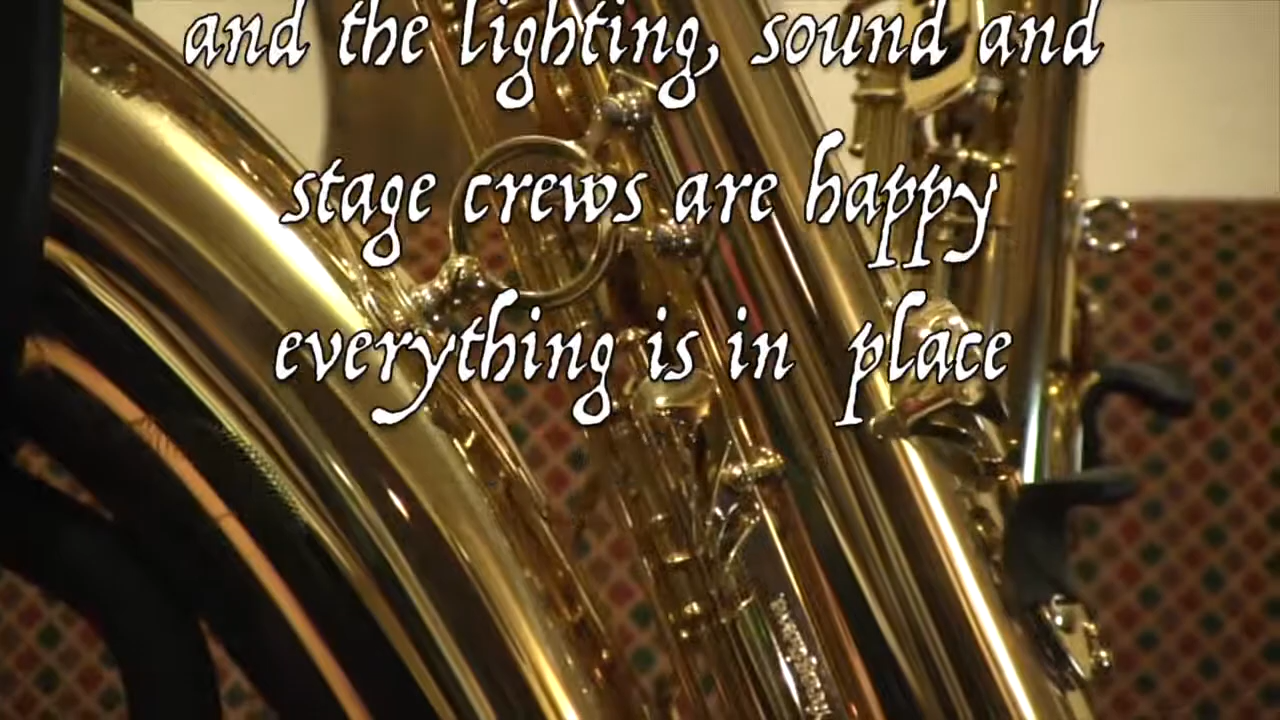 and the lighting, sound and
stage crews are happy
everything is in place